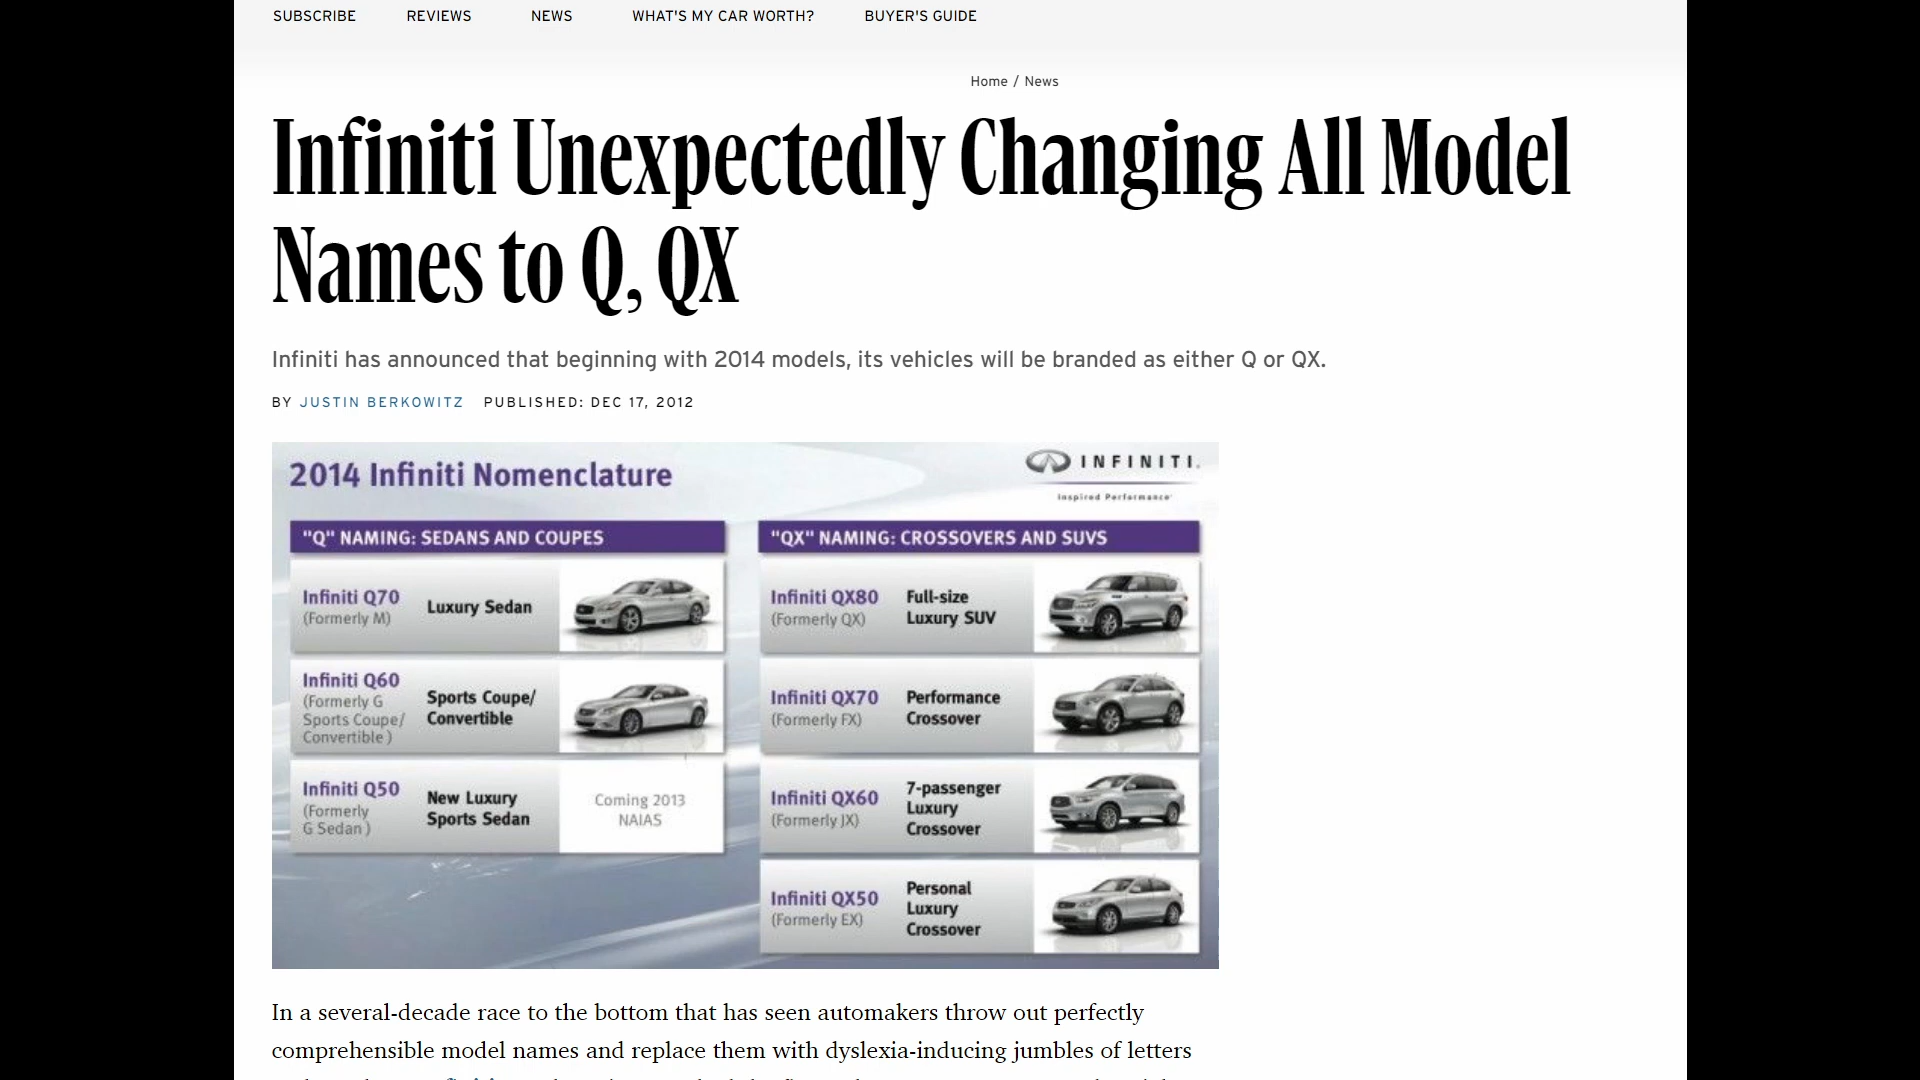 SUBSCRIBE REVIEWS NEWS WHAT'S MY CAR WORTH? BUYER'S GUIDE
Home / News
Infiniti Unexpectedly Changing All Model
Names to Q, QX
Infiniti has announced that beginning with 2014 models, its vehicles will be branded as either Q or QX.
BY JUSTIN BERKOWITZ PUBLISHED: DEC 17, 2012
2014 Infiniti Nomenclature
INFINITI
Inspired Performance
"Q" NAMING: SEDANS AND COUPES
Infiniti Q70
(Formerly M)
Luxury Sedan
Infiniti Q60
(Formerly G
Sports Coupe/
Convertible )
Sports Coupe/
Convertible
Infiniti Q50
(Formerly
G Sedan )
New Luxury
Sports Sedan
Coming 2013
NAIAS
"QX" NAMING: CROSSOVERS AND SUVS
Infiniti QX80
(Formerly QX)
Full-size
Luxury SUV
Infiniti QX70
(Formerly FX)
Performance
Crossover
Infiniti QX60
(Formerly JX)
7-passenger
Luxury
Crossover
Infiniti QX50
(Formerly EX)
Personal
Luxury
Crossover
In a several-decade race to the bottom that has seen automakers throw out perfectly
comprehensible model names and replace them with dyslexia-inducing jumbles of letters